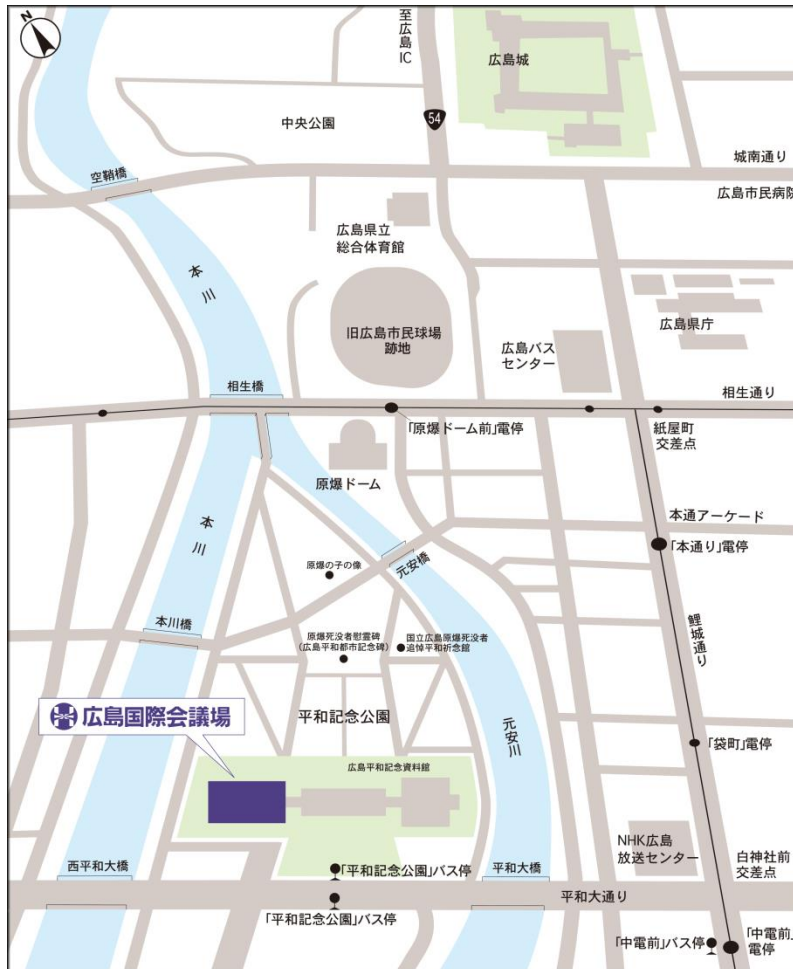 N
至広島IC
広島城
54
中央公園
城南通り
空鞘橋
広島市民病院
広島県立
総合体育館
本川
旧広島市民球場
跡地
広島バス
センター
広島県庁
相生橋
相生通り
「原爆ドーム前」電停
紙屋町
交差点
原爆ドーム
本通アーケード
本川
「本通り」電停
元安橋
原爆の子の像
本川橋
原爆死没者慰霊碑
（広島平和都市記念碑）
国立広島原爆死没者
追悼平和祈念館
鯉城通り
広島国際会議場
平和記念公園
元安川
「袋町」電停
広島平和記念資料館
NHK広島
放送センター
白神社前
交差点
西平和大橋
「平和記念公園」バス停
平和大橋
平和大通り
「平和記念公園」バス停
「中電前」バス停
「中電前」
電停